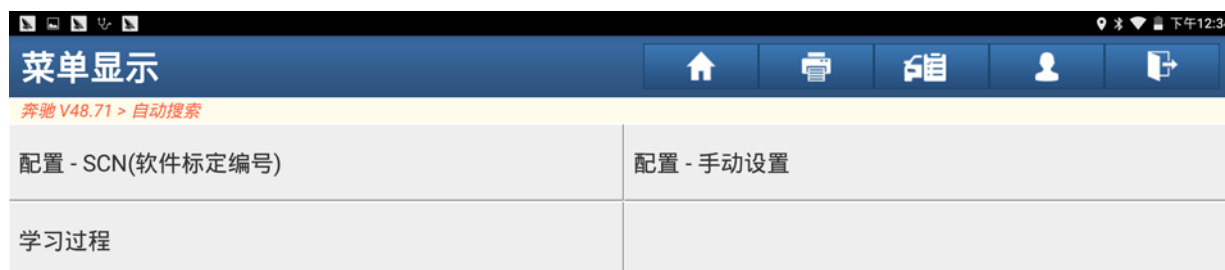 下午12:3
菜单显示
奔驰 V48.71 > 自动搜索
配置 - SCN(软件标定编号)
配置 - 手动设置
学习过程